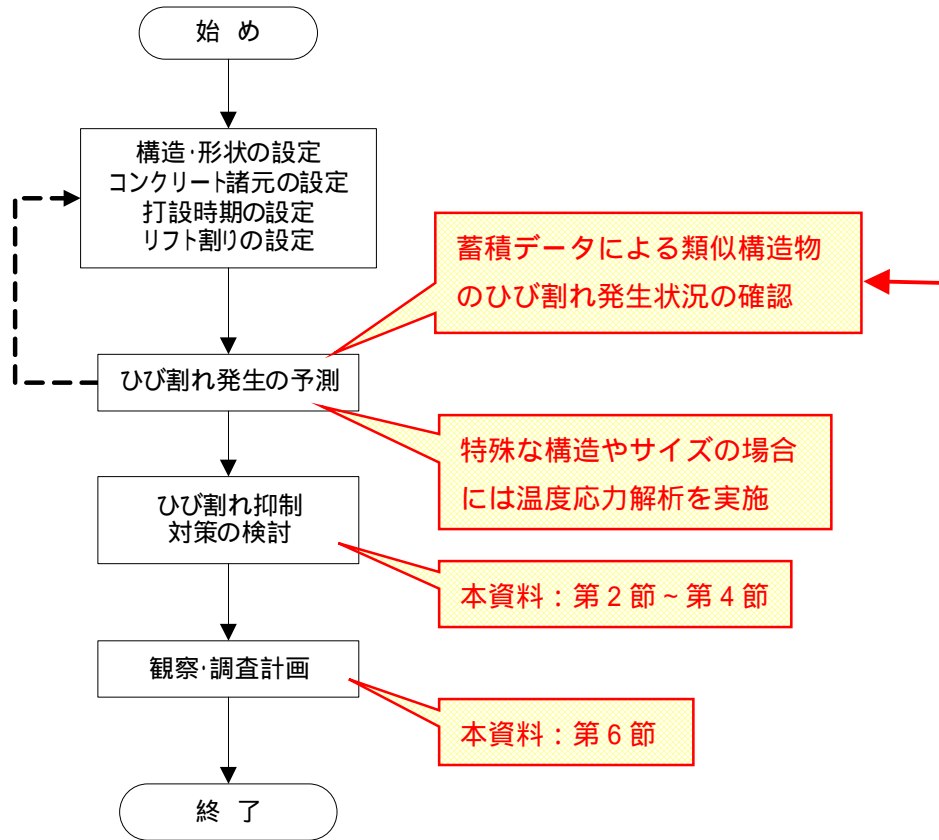 始 め
構造･形状の設定
コンクリート諸元の設定
打設時期の設定
リフト割りの設定
蓄積データによる類似構造物
のひび割れ発生状況の確認
ひび割れ発生の予測
特殊な構造やサイズの場合
には温度応力解析を実施
ひび割れ抑制
対策の検討
本資料：第２節~第４節
観察･調査計画
本資料：第６節
終 了